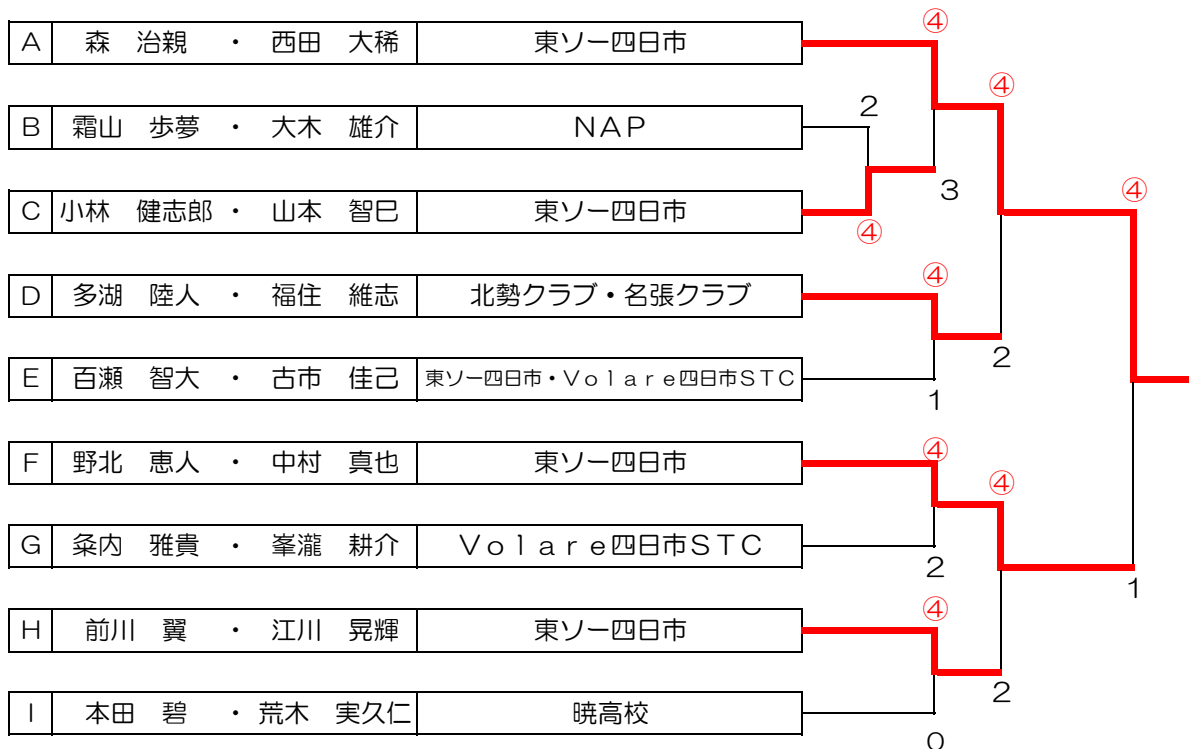 ④
A 森 治親 ・ 西田 大稀 東ソー四日市
④
2
B 霜山 歩夢 ・ 大木 雄介 NAP
3
④
C 小林 健志郎 ・ 山本 智巳 東ソー四日市
④
④
D 多湖 陸人 ・ 福住 維志 北勢クラブ・名張クラブ
2
E 百瀬 智大 ・ 古市 佳己 東ソー四日市・Volare四日市STC
1
④
F 野北 恵人 ・ 中村 真也 東ソー四日市
④
G 粂内 雅貴 ・ 峯瀧 耕介 Volare四日市STC
2
1
④
H 前川 翼 ・ 江川 晃輝 東ソー四日市
2
I 本田 碧 ・ 荒木 実久仁 暁高校
0